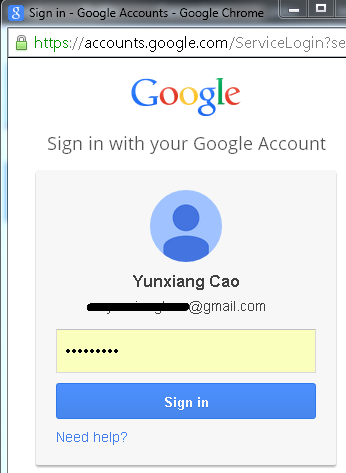 Sign in - Google Accounts - Google Chrome
https://accounts.google.com/ServiceLogin?se
Google
Sign in with your Google Account
Yunxiang Cao
@gmail.com
•••••••••
Sign in
Need help?